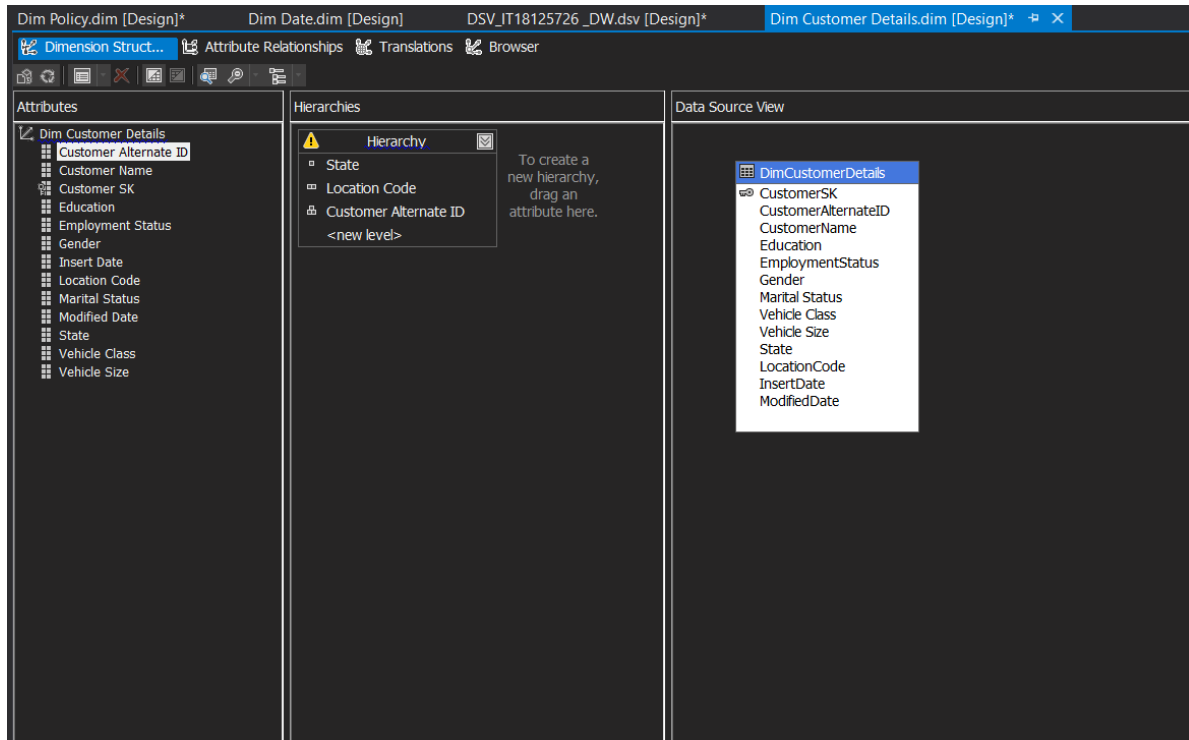 Dim Policy.dim [Design]* Dim Date.dim [Design] DSV_IT18125726 _DW.dsv [Design]* Dim Customer Details.dim [Design]*
Dimension Struct... Attribute Relationships Translations Browser
Attributes
Dim Customer Details
Customer Alternate ID
Customer Name
Customer SK
Education
Employment Status
Gender
Insert Date
Location Code
Marital Status
Modified Date
State
Vehicle Class
Vehicle Size
Hierarchies
Hierarchy
State
Location Code
Customer Alternate ID
<new level>
To create a
new hierarchy,
drag an
attribute here.
Data Source View
DimCustomerDetails
CustomerSK
CustomerAlternateID
CustomerName
Education
EmploymentStatus
Gender
Marital Status
Vehicle Class
Vehicle Size
State
LocationCode
InsertDate
ModifiedDate